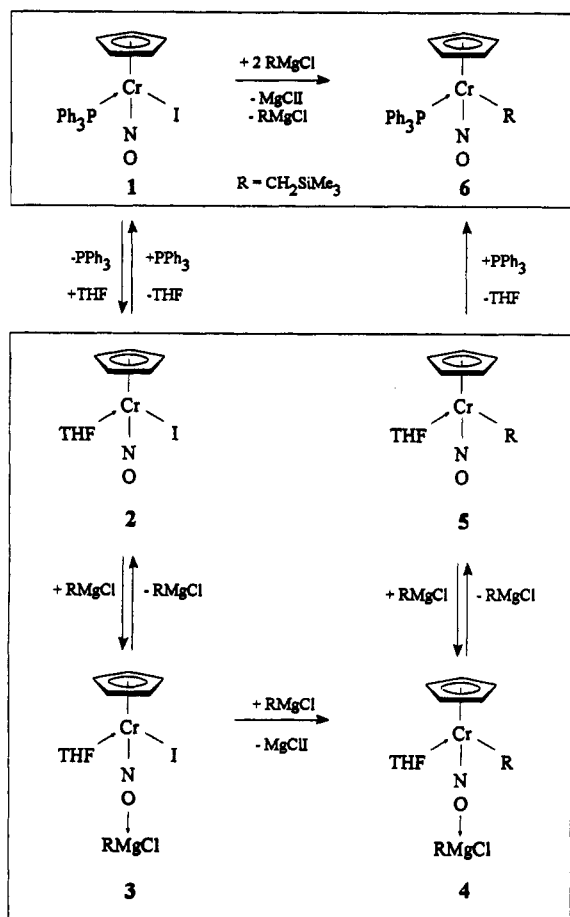 + 2 RMgCl
- MgClI
- RMgCl
Cr
Ph₃P
I
N
O
1
R = CH₂SiMe₃
Cr
Ph₃P
R
N
O
6
-PPh₃
+THF
+PPh₃
-THF
+PPh₃
-THF
Cr
THF
I
N
O
2
Cr
THF
R
N
O
5
+ RMgCl
- RMgCl
+ RMgCl
- RMgCl
Cr
THF
I
N
O
RMgCl
3
+ RMgCl
- MgClI
Cr
THF
R
N
O
RMgCl
4